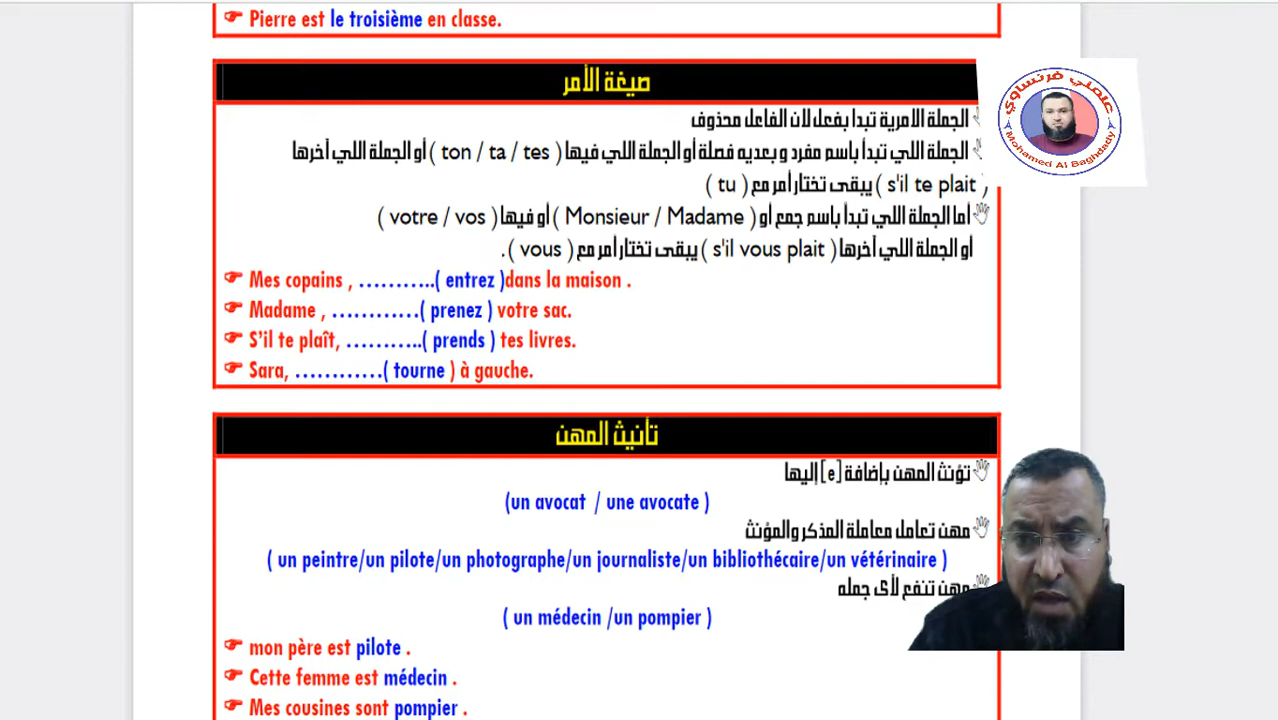 Pierre est le troisième en classe.
صيغة الأمر
الجملة الامرية تبدا بفعل لان الفاعل محذوف
الجملة اللي تبدأ باسم مفرد و بعديه فصلة أو الجملة اللي فيها ( ton / ta / tes ) أو الجملة اللي أخرها
( s'il te plait ) يبقى تختار أمر مع ( tu )
أما الجملة اللي تبدأ باسم جمع أو ( Monsieur / Madame ) أو فيها ( votre / vos )
أو الجملة اللي أخرها ( s'il vous plait ) يبقى تختار أمر مع ( vous ) .
Mes copains , ………..( entrez )dans la maison .
Madame , …………( prenez ) votre sac.
S’il te plaît, ………..( prends ) tes livres.
Sara, …………( tourne ) à gauche.
علملي فرنساوي
Mohamed Al Baghdady
تأنيث المهن
تؤنث المهن بإضافة [e] إليها
(un avocat / une avocate )
مهن تعامل معاملة المذكر والمؤنث
( un peintre/un pilote/un photographe/un journaliste/un bibliothécaire/un vétérinaire )
مهن تنفع لأى جمله
( un médecin /un pompier )
mon père est pilote .
Cette femme est médecin .
Mes cousines sont pompier .